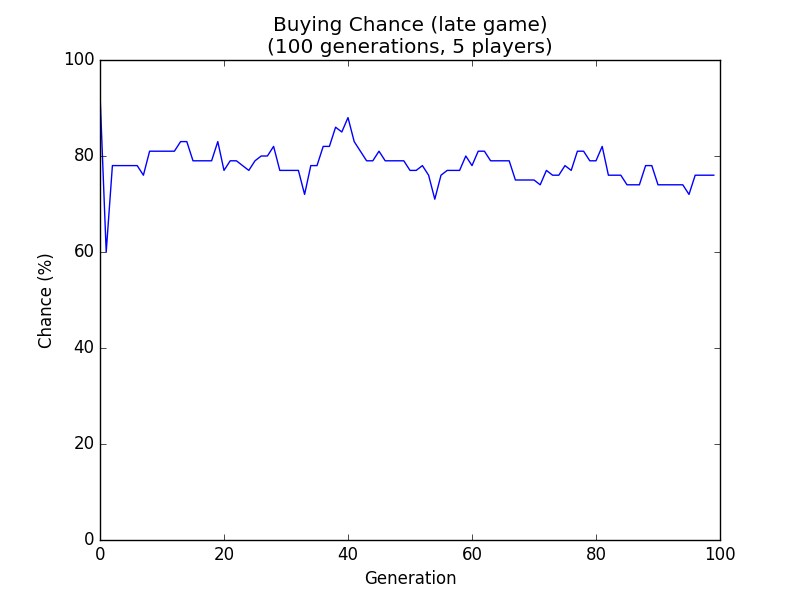 Buying Chance (late game)
(100 generations, 5 players)
100
80
60
40
20
0
Chance (%)
0 20 40 60 80 100
Generation